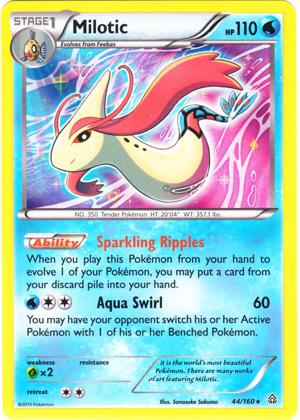 STAGE1
Milotic
HP 110
Evolves from Feebas
NO. 350 Tender Pokémon HT: 20'04" WT: 357.1 lbs.
Ability Sparkling Ripples
When you play this Pokémon from your hand to
evolve 1 of your Pokémon, you may put a card from
your discard pile into your hand.
Aqua Swirl 60
You may have your opponent switch his or her Active
Pokémon with 1 of his or her Benched Pokémon.
weakness resistance
×2
retreat
It is the world's most beautiful
Pokémon. There are many works
of art featuring Milotic.
Illus. Sonosuke Sakuma
©2015 Pokémon
44/160 ★